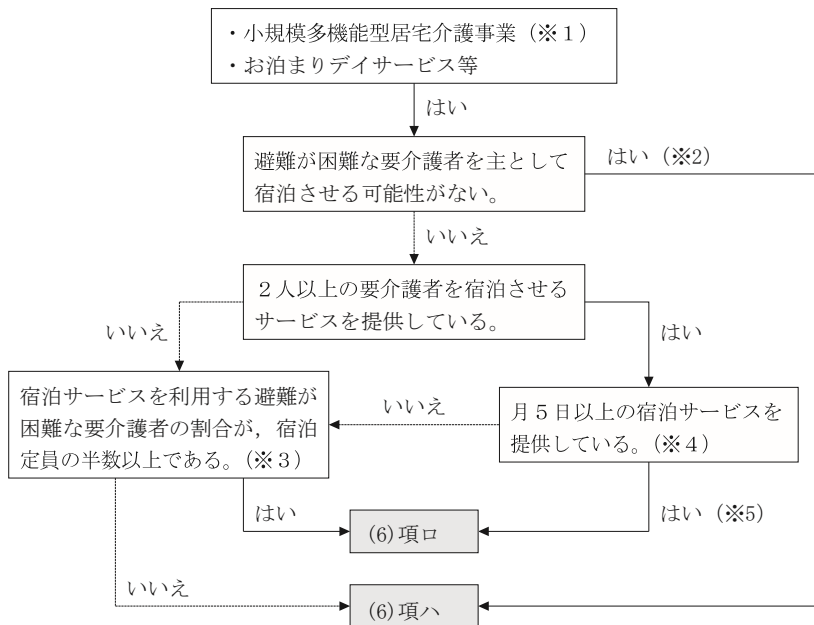 ・小規模多機能型居宅介護事業（※１）
・お泊まりデイサービス等
はい
避難が困難な要介護者を主として
宿泊させる可能性がない。
はい（※2）
いいえ
２人以上の要介護者を宿泊させる
サービスを提供している。
いいえ
はい
宿泊サービスを利用する避難が
困難な要介護者の割合が，宿泊
定員の半数以上である。（※３）
いいえ
月５日以上の宿泊サービスを
提供している。（※４）
はい
はい（※5）
(6)項ロ
いいえ
(6)項ハ